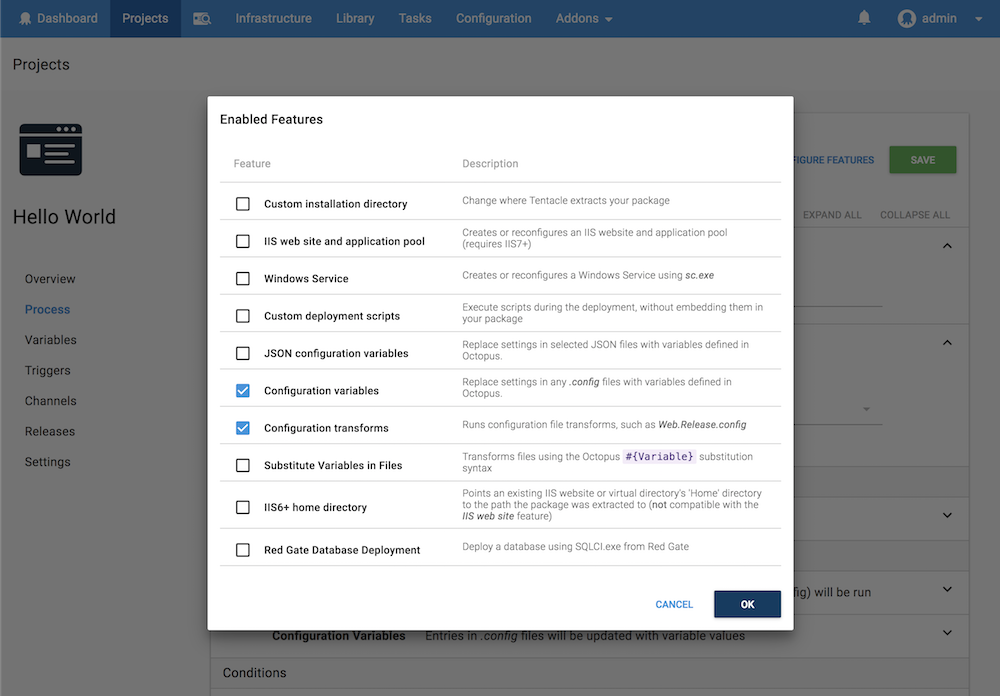 Dashboard
Projects
Infrastructure
Library
Tasks
Configuration
Addons
admin
Projects
Hello World
Overview
Process
Variables
Triggers
Channels
Releases
Settings
FIGURE FEATURES
SAVE
EXPAND ALL
COLLAPSE ALL
Enabled Features
Feature
Description
Custom installation directory
Change where Tentacle extracts your package
IIS web site and application pool
Creates or reconfigures an IIS website and application pool
(requires IIS7+)
Windows Service
Creates or reconfigures a Windows Service using sc.exe
Custom deployment scripts
Execute scripts during the deployment, without embedding them in
your package
JSON configuration variables
Replace settings in selected JSON files with variables defined in
Octopus.
Configuration variables
Replace settings in any .config files with variables defined in
Octopus.
Configuration transforms
Runs configuration file transforms, such as Web.Release.config
Substitute Variables in Files
Transforms files using the Octopus #{Variable} substitution
syntax
IIS6+ home directory
Points an existing IIS website or virtual directory's 'Home' directory
to the path the package was extracted to (not compatible with the
IIS web site feature)
Red Gate Database Deployment
Deploy a database using SQLCI.exe from Red Gate
CANCEL
OK
fig) will be run
Configuration Variables
Entries in .config files will be updated with variable values
Conditions